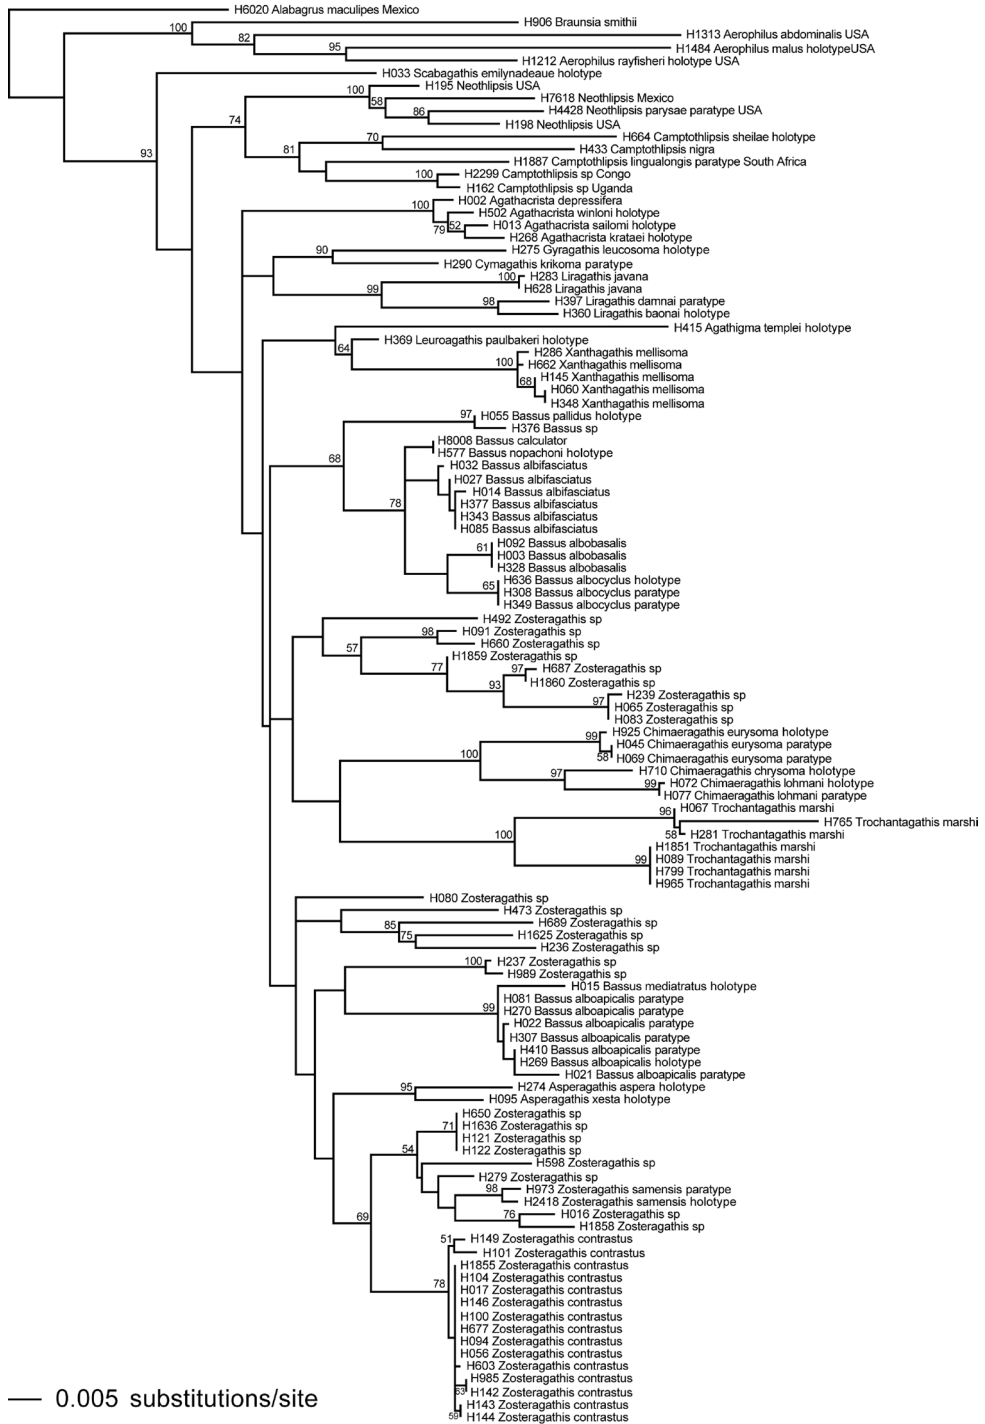 H6020 Alabagrus maculipes Mexico
100
H906 Braunsia smithii
82
H1313 Aerophilus abdominalis USA
95
H1484 Aerophilus malus holotypeUSA
H1212 Aerophilus rayfisheri holotype USA
H033 Scabagathis emilynadeaue holotype
100
H195 Neothlipsis USA
58
H7618 Neothlipsis Mexico
86
H4428 Neothlipsis parysae paratype USA
74
H198 Neothlipsis USA
70
H664 Camptothlipsis sheilae holotype
81
H433 Camptothlipsis nigra
93
H1887 Camptothlipsis lingualongis paratype South Africa
100
H2299 Camptothlipsis sp Congo
H162 Camptothlipsis sp Uganda
100
H002 Agathacrista depressifera
H502 Agathacrista winloni holotype
79
52
H013 Agathacrista sailomi holotype
H268 Agathacrista krataei holotype
90
H275 Gyragathis leucosoma holotype
H290 Cymagathis krikoma paratype
100
H283 Liragathis javana
99
H628 Liragathis javana
98
H397 Liragathis damnai paratype
H360 Liragathis baonai holotype
H415 Agathigma templei holotype
64
H369 Leuroagathis paulbakeri holotype
H286 Xanthagathis mellisoma
100
H662 Xanthagathis mellisoma
68
H145 Xanthagathis mellisoma
H060 Xanthagathis mellisoma
H348 Xanthagathis mellisoma
97
H055 Bassus pallidus holotype
H376 Bassus sp
H8008 Bassus calculator
H577 Bassus nopachoni holotype
68
H032 Bassus albifasciatus
H027 Bassus albifasciatus
H014 Bassus albifasciatus
78
H377 Bassus albifasciatus
H343 Bassus albifasciatus
H085 Bassus albifasciatus
H092 Bassus albobasalis
61
H003 Bassus albobasalis
H328 Bassus albobasalis
H636 Bassus albocyclus holotype
65
H308 Bassus albocyclus paratype
H349 Bassus albocyclus paratype
H492 Zosteragathis sp
98
H091 Zosteragathis sp
57
H660 Zosteragathis sp
H1859 Zosteragathis sp
77
97
H687 Zosteragathis sp
93
H1860 Zosteragathis sp
H239 Zosteragathis sp
97
H065 Zosteragathis sp
H083 Zosteragathis sp
99
H925 Chimaeragathis eurysoma holotype
H045 Chimaeragathis eurysoma paratype
100
58
H069 Chimaeragathis eurysoma paratype
97
H710 Chimaeragathis chrysoma holotype
99
H072 Chimaeragathis lohmani holotype
H077 Chimaeragathis lohmani paratype
96
H067 Trochantagathis marshi
H765 Trochantagathis marshi
100
58
H281 Trochantagathis marshi
H1851 Trochantagathis marshi
99
H089 Trochantagathis marshi
H799 Trochantagathis marshi
H965 Trochantagathis marshi
H080 Zosteragathis sp
H473 Zosteragathis sp
85
H689 Zosteragathis sp
75
H1625 Zosteragathis sp
H236 Zosteragathis sp
100
H237 Zosteragathis sp
H989 Zosteragathis sp
H015 Bassus mediatratus holotype
H081 Bassus alboapicalis paratype
99
H270 Bassus alboapicalis paratype
H022 Bassus alboapicalis paratype
H307 Bassus alboapicalis paratype
H410 Bassus alboapicalis paratype
H269 Bassus alboapicalis holotype
H021 Bassus alboapicalis paratype
95
H274 Asperagathis aspera holotype
H095 Asperagathis xesta holotype
H650 Zosteragathis sp
71
H1636 Zosteragathis sp
H121 Zosteragathis sp
54
H122 Zosteragathis sp
H598 Zosteragathis sp
H279 Zosteragathis sp
98
H973 Zosteragathis samensis paratype
H2418 Zosteragathis samensis holotype
69
76
H016 Zosteragathis sp
H1858 Zosteragathis sp
51
H149 Zosteragathis contrastus
H101 Zosteragathis contrastus
H1855 Zosteragathis contrastus
78
H104 Zosteragathis contrastus
H017 Zosteragathis contrastus
H146 Zosteragathis contrastus
H100 Zosteragathis contrastus
H677 Zosteragathis contrastus
H094 Zosteragathis contrastus
H056 Zosteragathis contrastus
H603 Zosteragathis contrastus
H985 Zosteragathis contrastus
63
H142 Zosteragathis contrastus
H143 Zosteragathis contrastus
59
H144 Zosteragathis contrastus
0.005 substitutions/site